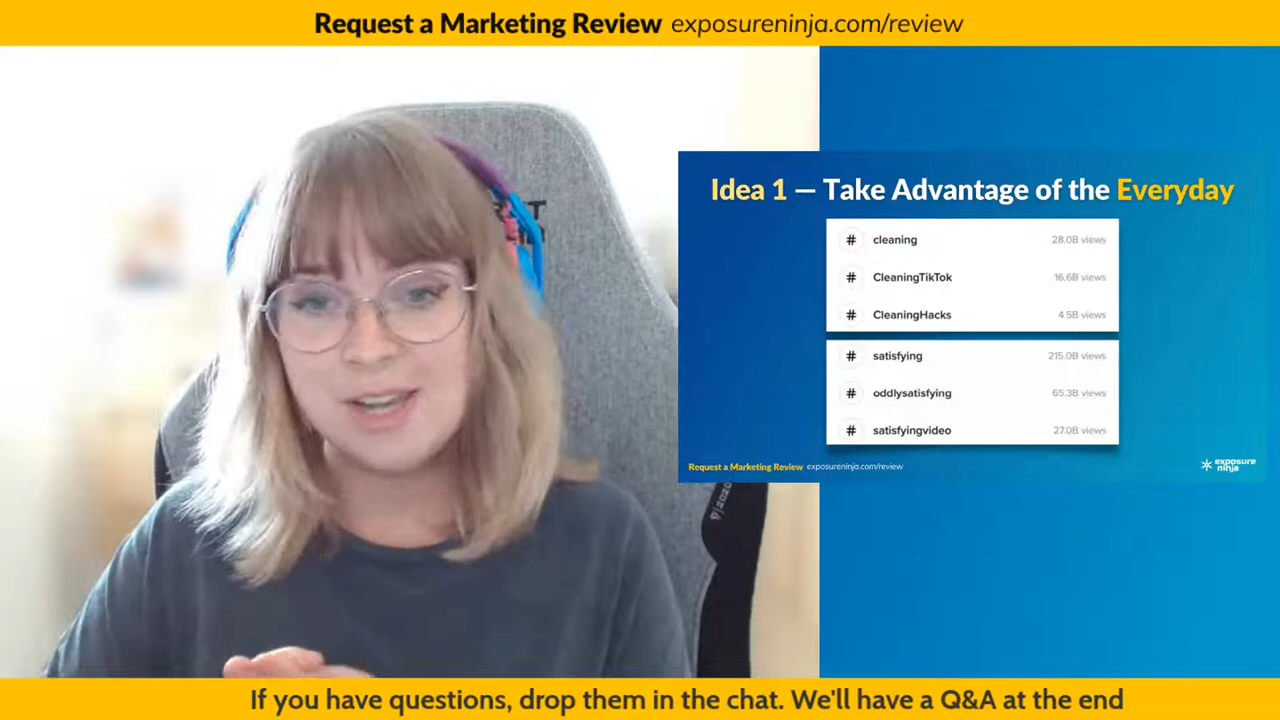 Request a Marketing Review exposureninja.com/review
Idea 1 — Take Advantage of the Everyday
# cleaning 28.0B views
# CleaningTikTok 16.6B views
# CleaningHacks 4.5B views
# satisfying 215.0B views
# oddlysatisfying 65.3B views
# satisfyingvideo 27.0B views
Request a Marketing Review exposureninja.com/review
exposure
ninja
If you have questions, drop them in the chat. We'll have a Q&A at the end